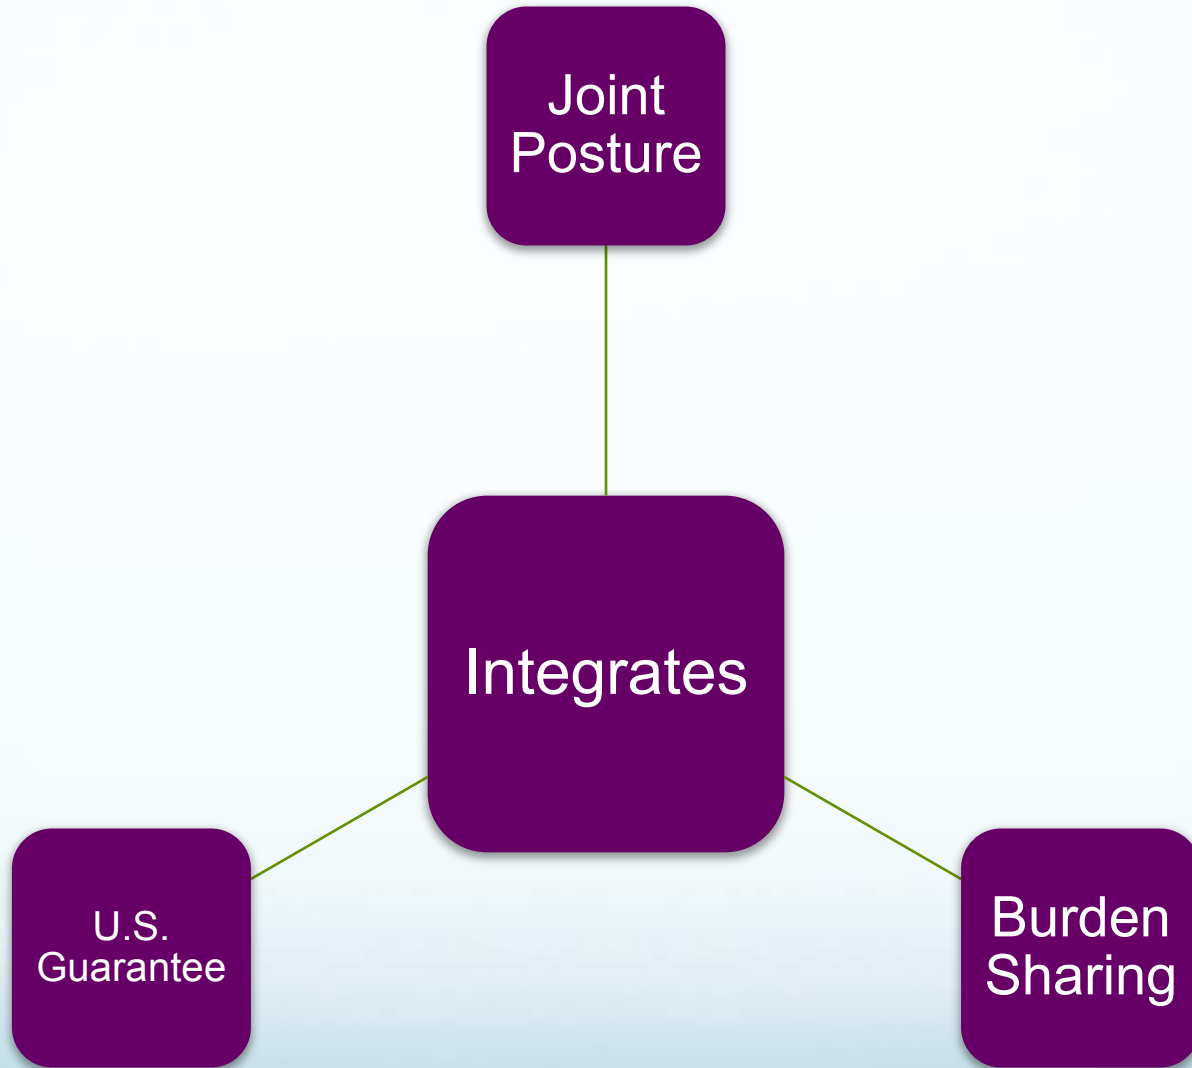 Joint
Posture
Integrates
U.S.
Guarantee
Burden
Sharing